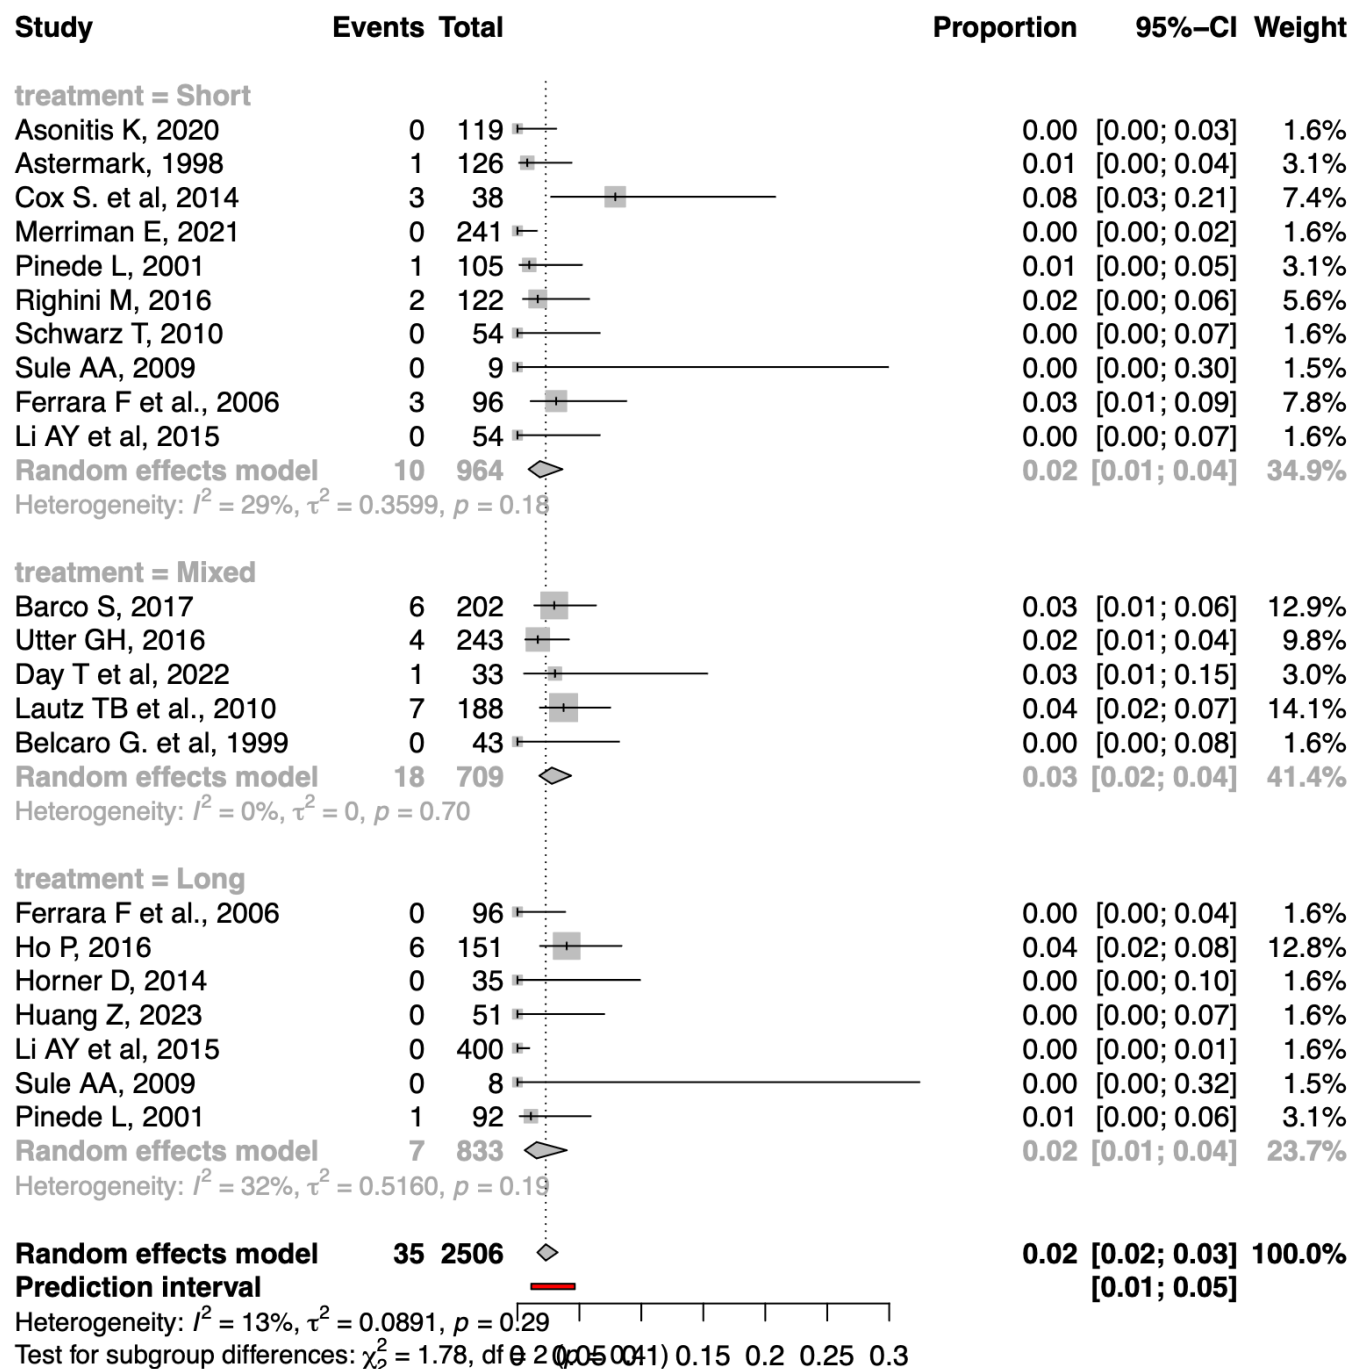 Study Events Total Proportion 95%−CI Weight
treatment = Short
Asonitis K, 2020 0 119 0.00 [0.00; 0.03] 1.6%
Astermark, 1998 1 126 0.01 [0.00; 0.04] 3.1%
Cox S. et al, 2014 3 38 0.08 [0.03; 0.21] 7.4%
Merriman E, 2021 0 241 0.00 [0.00; 0.02] 1.6%
Pinede L, 2001 1 105 0.01 [0.00; 0.05] 3.1%
Righini M, 2016 2 122 0.02 [0.00; 0.06] 5.6%
Schwarz T, 2010 0 54 0.00 [0.00; 0.07] 1.6%
Sule AA, 2009 0 9 0.00 [0.00; 0.30] 1.5%
Ferrara F et al., 2006 3 96 0.03 [0.01; 0.09] 7.8%
Li AY et al, 2015 0 54 0.00 [0.00; 0.07] 1.6%
Random effects model 10 964 0.02 [0.01; 0.04] 34.9%
Heterogeneity: I² = 29%, τ² = 0.3599, p = 0.18
treatment = Mixed
Barco S, 2017 6 202 0.03 [0.01; 0.06] 12.9%
Utter GH, 2016 4 243 0.02 [0.01; 0.04] 9.8%
Day T et al, 2022 1 33 0.03 [0.01; 0.15] 3.0%
Lautz TB et al., 2010 7 188 0.04 [0.02; 0.07] 14.1%
Belcaro G. et al, 1999 0 43 0.00 [0.00; 0.08] 1.6%
Random effects model 18 709 0.03 [0.02; 0.04] 41.4%
Heterogeneity: I² = 0%, τ² = 0, p = 0.70
treatment = Long
Ferrara F et al., 2006 0 96 0.00 [0.00; 0.04] 1.6%
Ho P, 2016 6 151 0.04 [0.02; 0.08] 12.8%
Horner D, 2014 0 35 0.00 [0.00; 0.10] 1.6%
Huang Z, 2023 0 51 0.00 [0.00; 0.07] 1.6%
Li AY et al, 2015 0 400 0.00 [0.00; 0.01] 1.6%
Sule AA, 2009 0 8 0.00 [0.00; 0.32] 1.5%
Pinede L, 2001 1 92 0.01 [0.00; 0.06] 3.1%
Random effects model 7 833 0.02 [0.01; 0.04] 23.7%
Heterogeneity: I² = 32%, τ² = 0.5160, p = 0.19
Random effects model 35 2506 0.02 [0.02; 0.03] 100.0%
Prediction interval [0.01; 0.05]
Heterogeneity: I² = 13%, τ² = 0.0891, p = 0.29
Test for subgroup differences: χ²₂ = 1.78, df = 2 (p = 0.41)
0 0.05 0.1 0.15 0.2 0.25 0.3